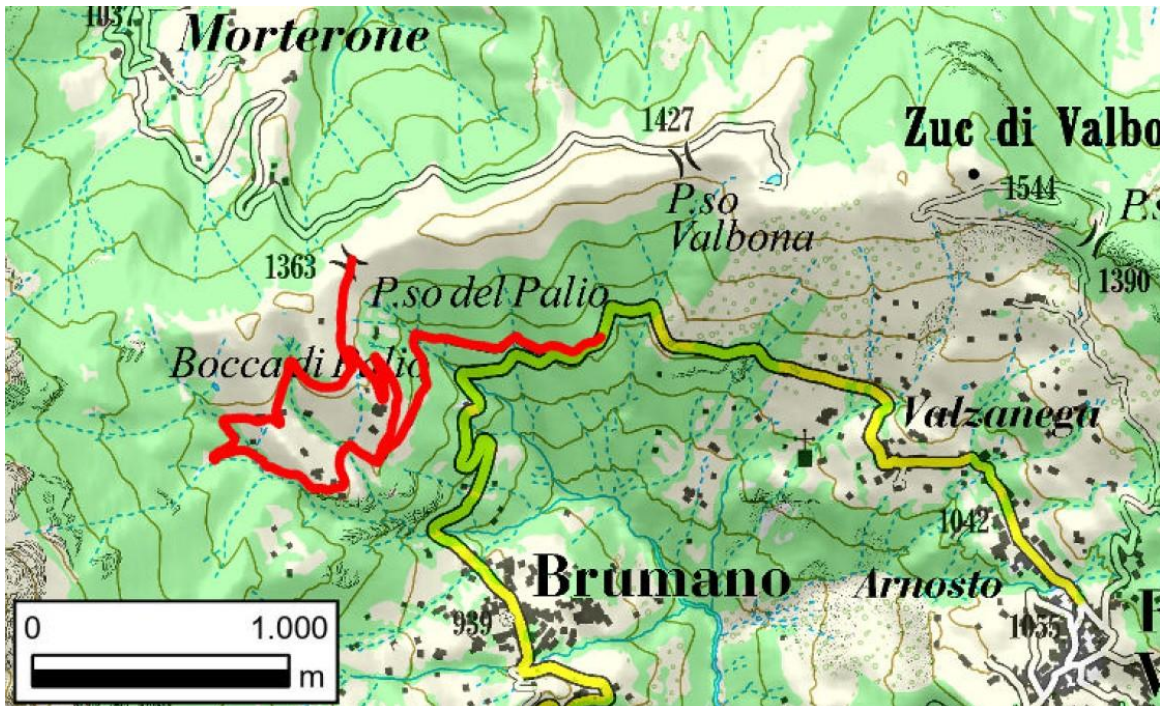 1037
Morterone
1427
Zuc di Valbo
P.so
Valbona
1544
P.s
1363
P.so del Palio
1390
Bocca di Palio
Valzanega
1042
Brumano
Arnosto
939
1035
0 1.000
m